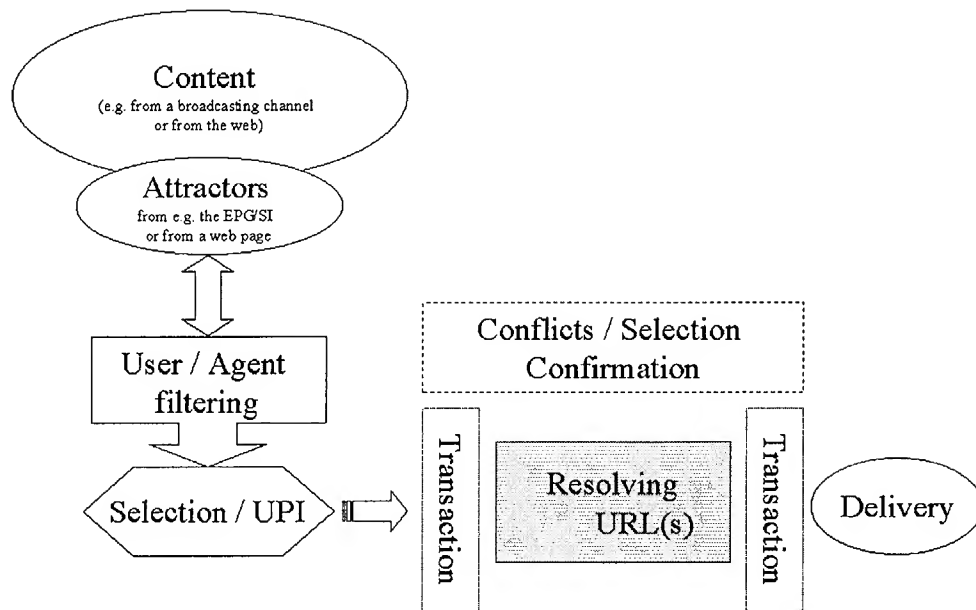 Content
(e.g. from a broadcasting channel
or from the web)
Attractors
from e.g. the EPG/SI
or from a web page
User / Agent
filtering
Selection / UPI
Conflicts / Selection
Confirmation
Transaction
Resolving
URL(s)
Transaction
Delivery